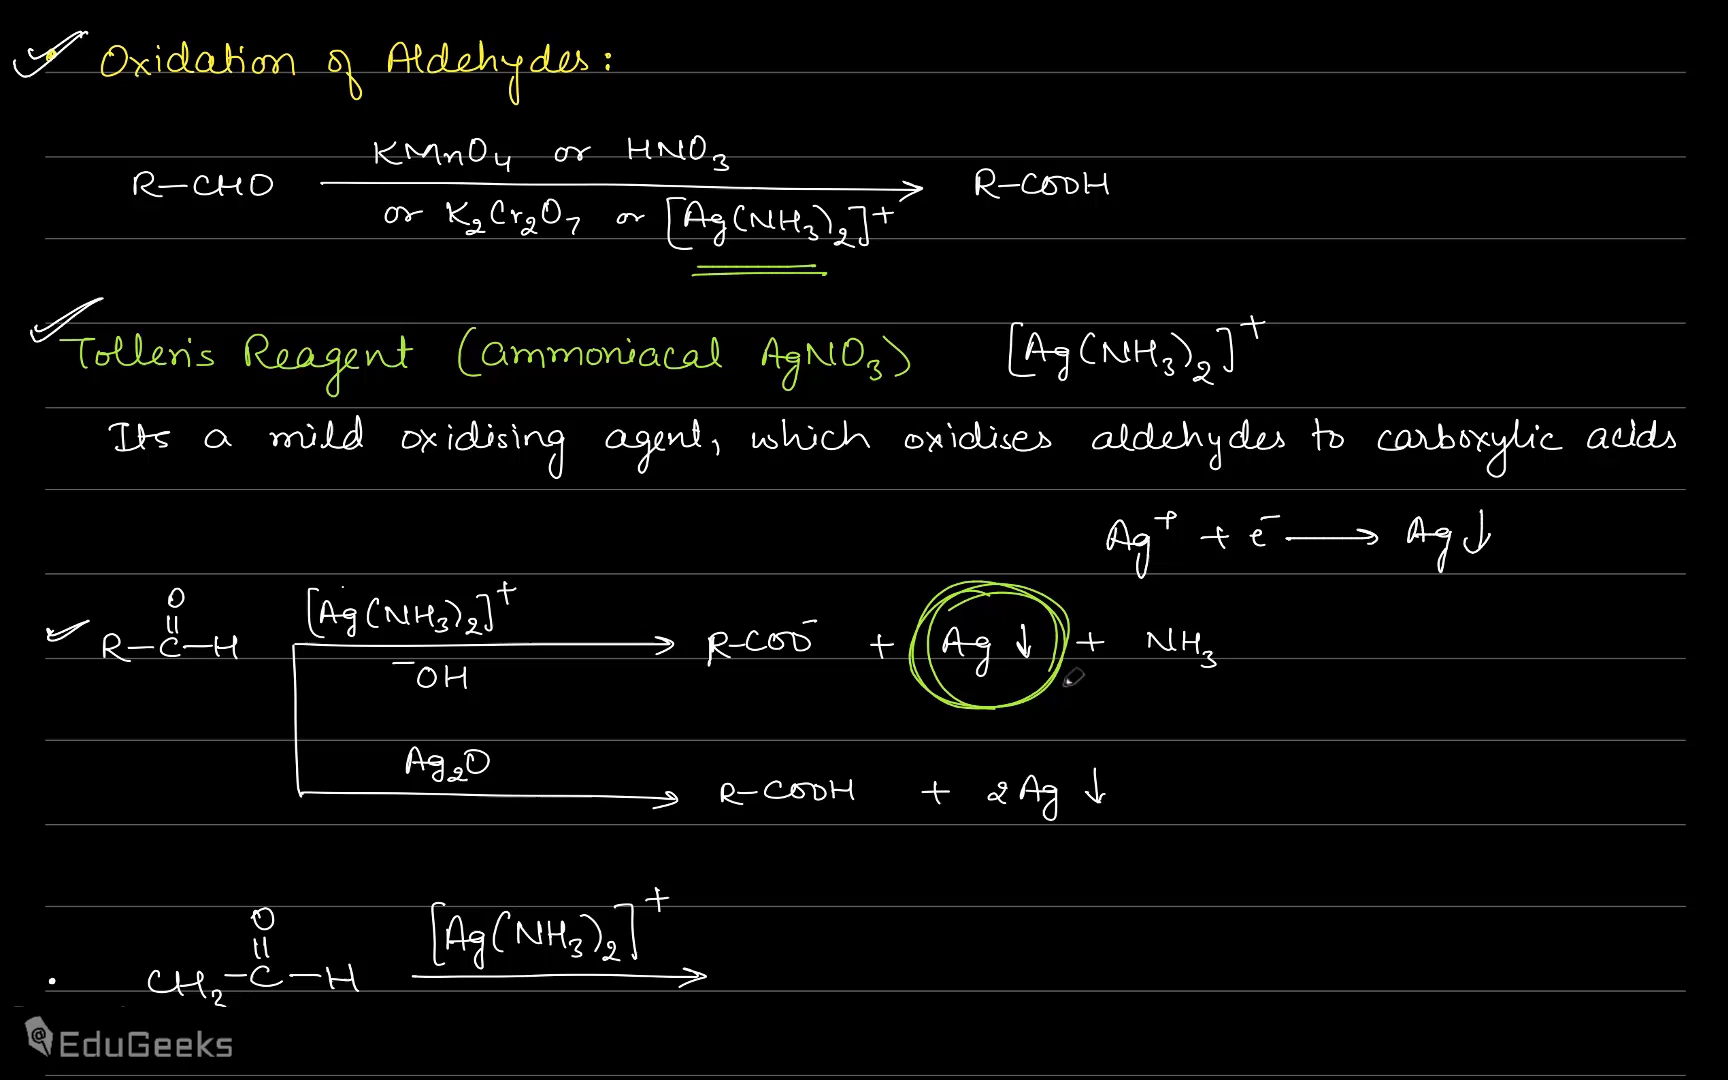 Oxidation of Aldehydes:
KMnO4 or HNO3
R-CHO ⟶ R-COOH
or K2Cr2O7 or [Ag(NH3)2]+
Tollen's Reagent (ammoniacal AgNO3) [Ag(NH3)2]+
Its a mild oxidising agent, which oxidises aldehydes to carboxylic acids
Ag+ + e- ⟶ Ag↓
O
||
[Ag(NH3)2]+
R-C-H ⟶ R-COO- + Ag↓ + NH3
-OH
Ag2O
⟶ R-COOH + 2Ag↓
O
||
[Ag(NH3)2]+
• CH2-C-H ⟶
EduGeeks